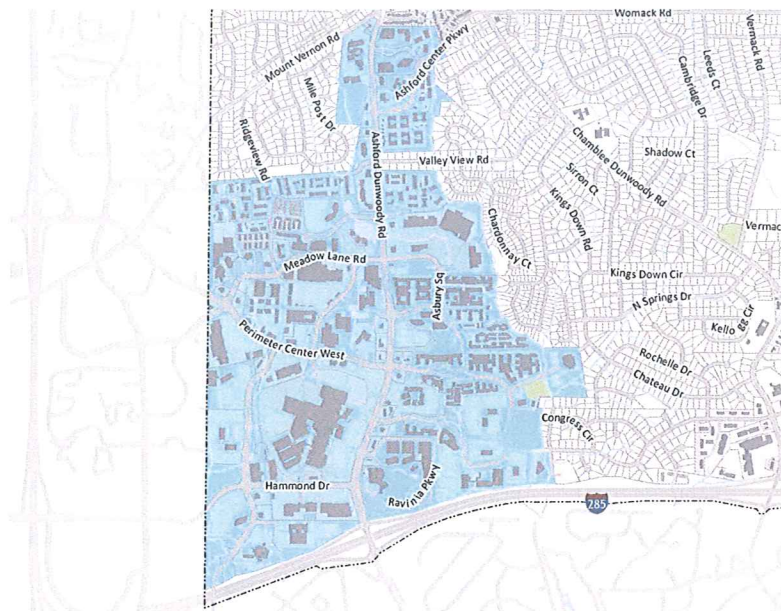 Womack Rd
Mount Vernon Rd
Ashford Center Pkwy
Vermack Rd
Leeds Ct
Cambridge Dr
Mile Post Dr
Ridgeview Rd
Ashford Dunwoody Rd
Valley View Rd
Chamblee Dunwoody Rd
Shadow Ct
Sirron Ct
Kings Down Rd
Chardonnay Ct
Vermac
Meadow Lane Rd
Asbury Sq
Kings Down Cir
N Springs Dr
Kellogg Cir
Perimeter Center West
Rochelle Dr
Chateau Dr
Congress Cir
Hammond Dr
Ravinia Pkwy
285